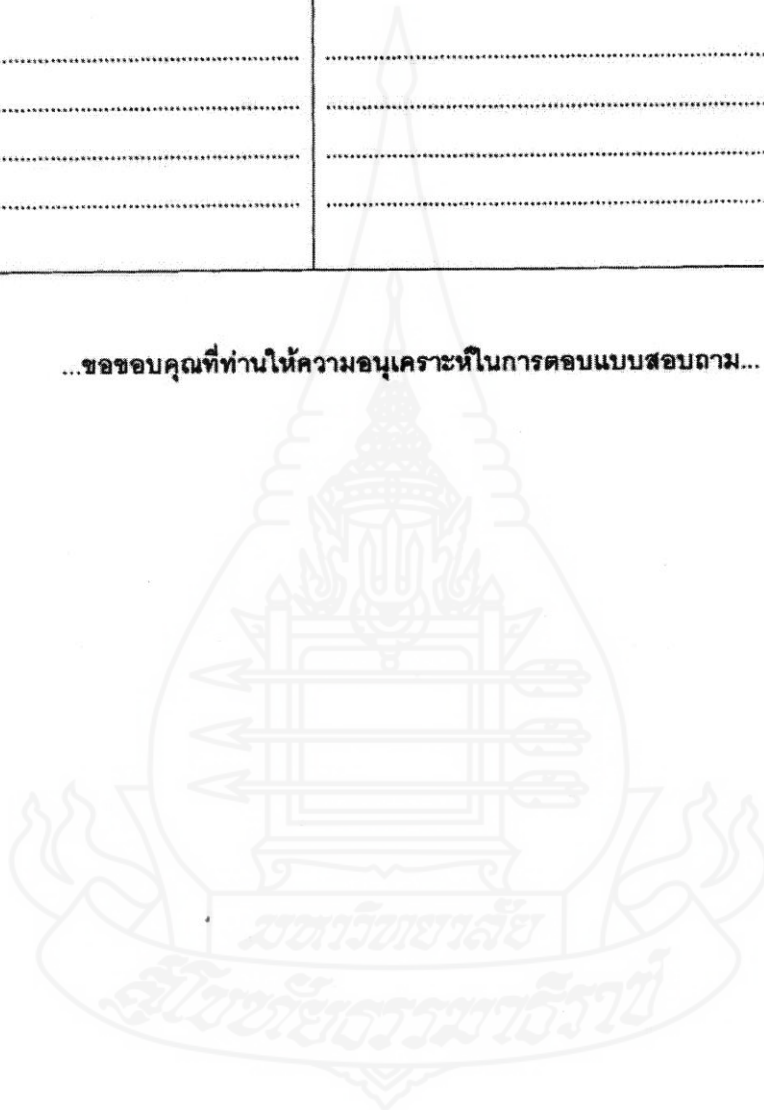 ...ขอขอบคุณที่ท่านให้ความอนุเคราะห์ในการตอบแบบสอบถาม...
มหาวิทยาลัย
สุโขทัยธรรมาธิราช